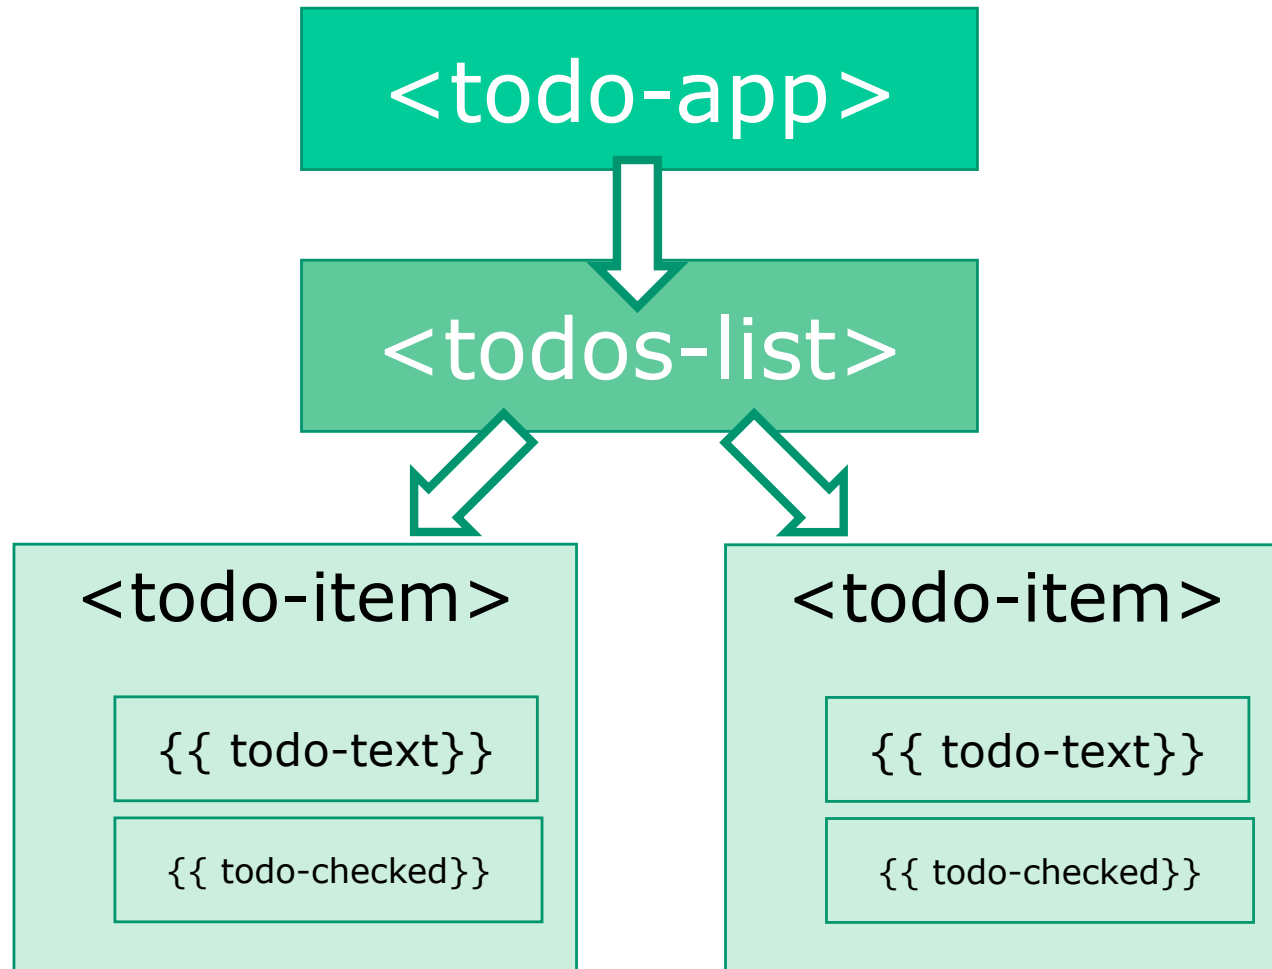 <todo-app>
<todos-list>
<todo-item>
{{ todo-text}}
{{ todo-checked}}
<todo-item>
{{ todo-text}}
{{ todo-checked}}